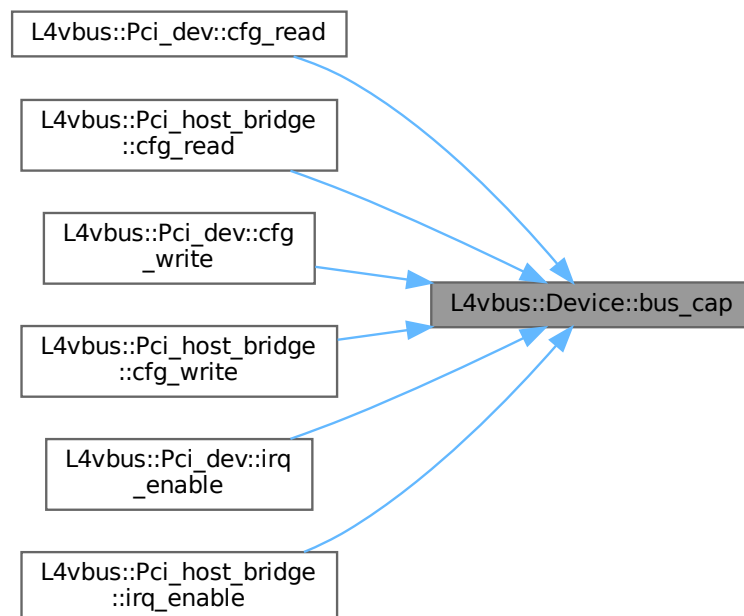 L4vbus::Pci_dev::cfg_read
L4vbus::Pci_host_bridge
::cfg_read
L4vbus::Pci_dev::cfg
_write
L4vbus::Device::bus_cap
L4vbus::Pci_host_bridge
::cfg_write
L4vbus::Pci_dev::irq
_enable
L4vbus::Pci_host_bridge
::irq_enable